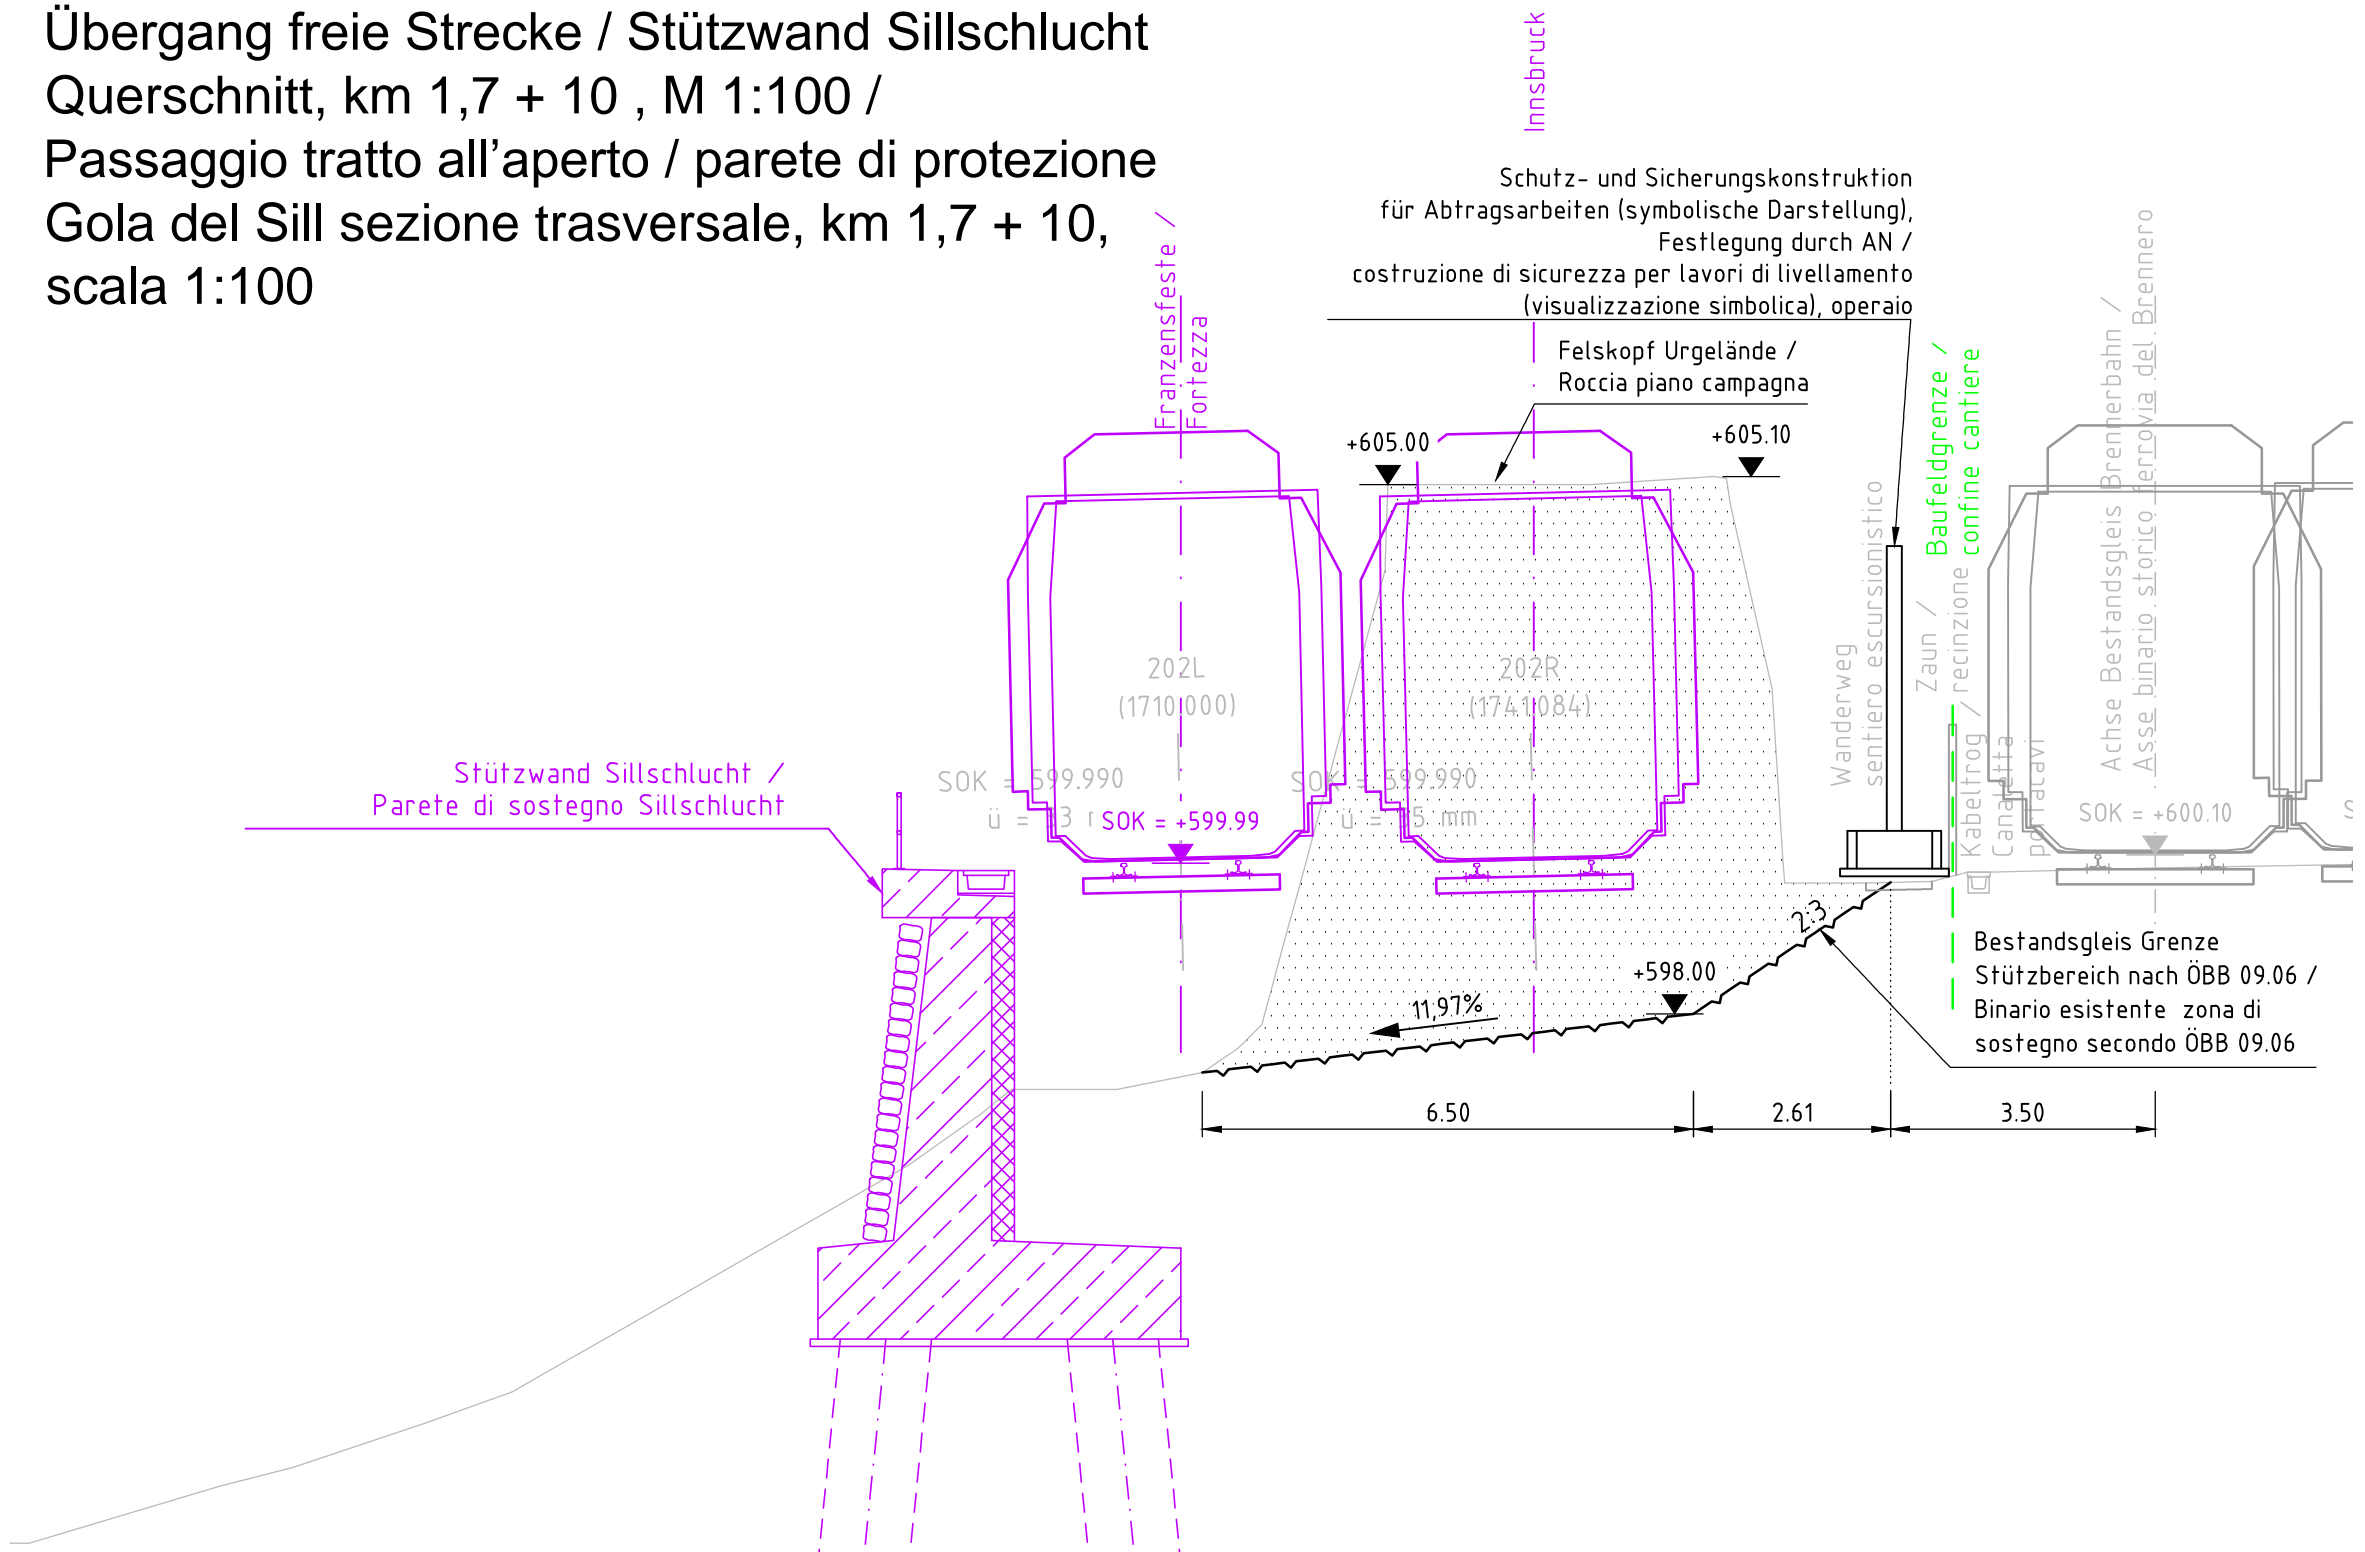 Übergang freie Strecke / Stützwand Sillschlucht
Querschnitt, km 1,7 + 10 , M 1:100 /
Passaggio tratto all’aperto / parete di protezione
Gola del Sill sezione trasversale, km 1,7 + 10,
scala 1:100
Innsbruck
Franzensfeste /
Fortezza
Schutz- und Sicherungskonstruktion
für Abtragsarbeiten (symbolische Darstellung),
Festlegung durch AN /
costruzione di sicurezza per lavori di livellamento
(visualizzazione simbolica), operaio
Felskopf Urgelände /
Roccia piano campagna
+605.00
+605.10
Baufeldgrenze /
confine cantiere
Achse Bestandsgleis Brennerbahn /
Asse binario storico ferrovia del Brennero
Wanderweg
sentiero escursionistico
Zaun /
recinzione
Kabeltrog /
Canaletta
portacavi
202L
(1710.000)
202R
(1741.084)
SOK = 599.990
SOK = +599.99
SOK = 599.990
mm
SOK = +600.10
Stützwand Sillschlucht /
Parete di sostegno Sillschlucht
2:3
+598.00
11,97%
Bestandsgleis Grenze
Stützbereich nach ÖBB 09.06 /
Binario esistente zona di
sostegno secondo ÖBB 09.06
6.50
2.61
3.50